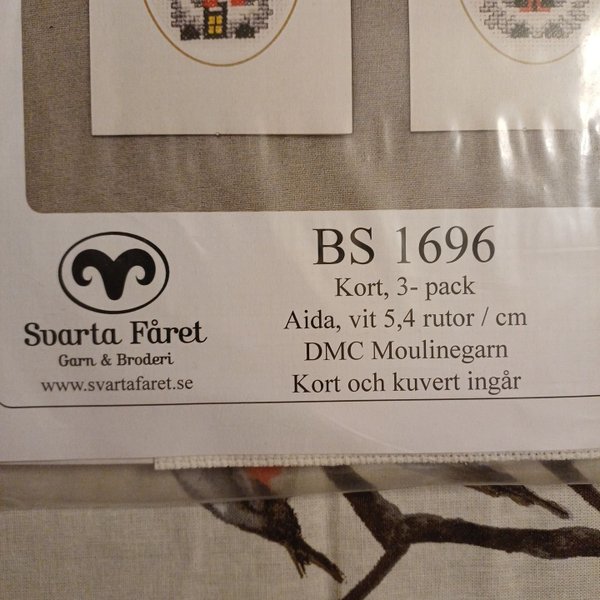 Svarta Fåret
Garn & Broderi
www.svartafaret.se
BS 1696
Kort, 3- pack
Aida, vit 5,4 rutor / cm
DMC Moulinegarn
Kort och kuvert ingår